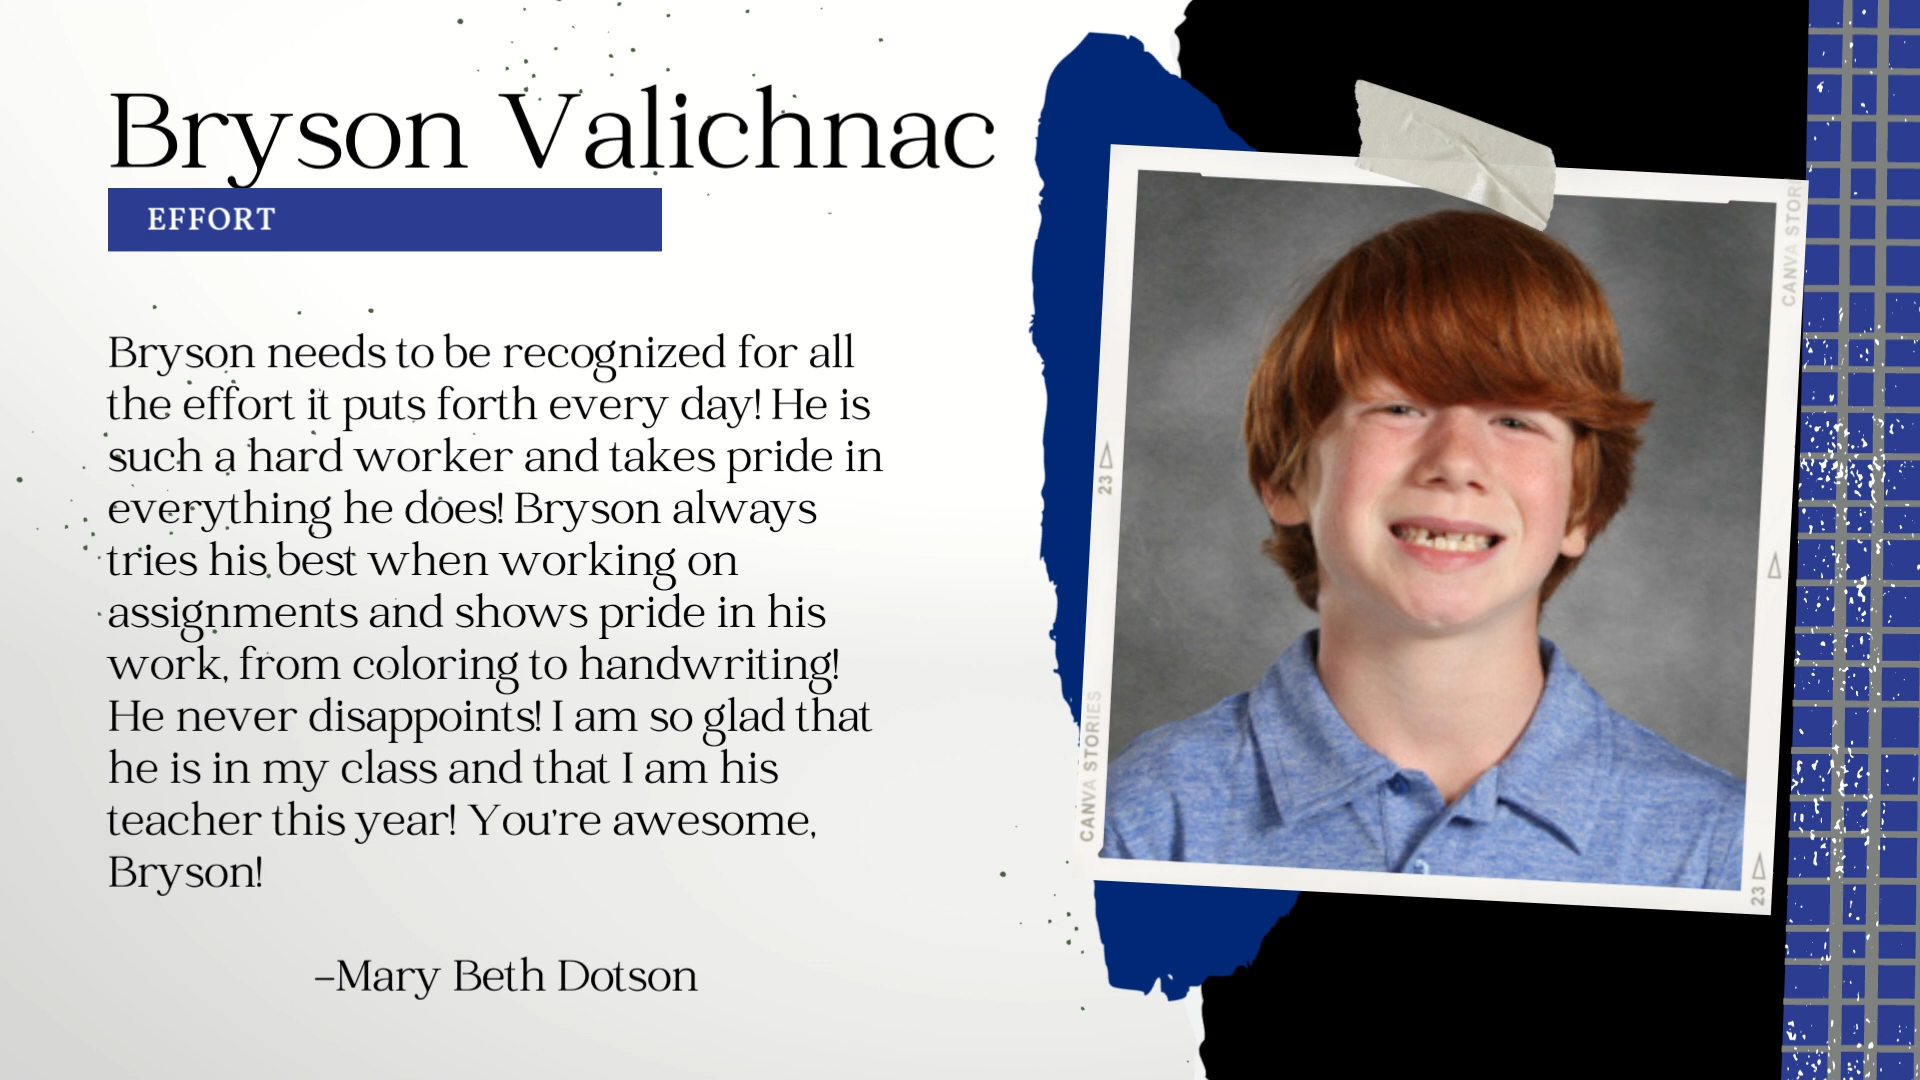 Bryson Valichnac
EFFORT
Bryson needs to be recognized for all
the effort it puts forth every day! He is
such a hard worker and takes pride in
everything he does! Bryson always
tries his best when working on
assignments and shows pride in his
work, from coloring to handwriting!
He never disappoints! I am so glad that
he is in my class and that I am his
teacher this year! You're awesome,
Bryson!
–Mary Beth Dotson
CANVA STORIES
23
CANVA STORI
23